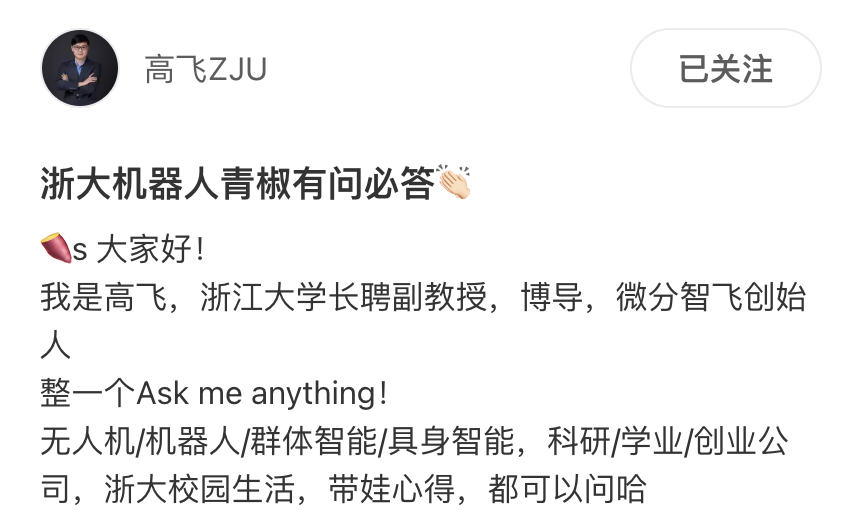 高飞ZJU
已关注
浙大机器人青椒有问必答👏🏻
🍠s 大家好！
我是高飞，浙江大学长聘副教授，博导，微分智飞创始
人
整一个Ask me anything！
无人机/机器人/群体智能/具身智能，科研/学业/创业公
司，浙大校园生活，带娃心得，都可以问哈